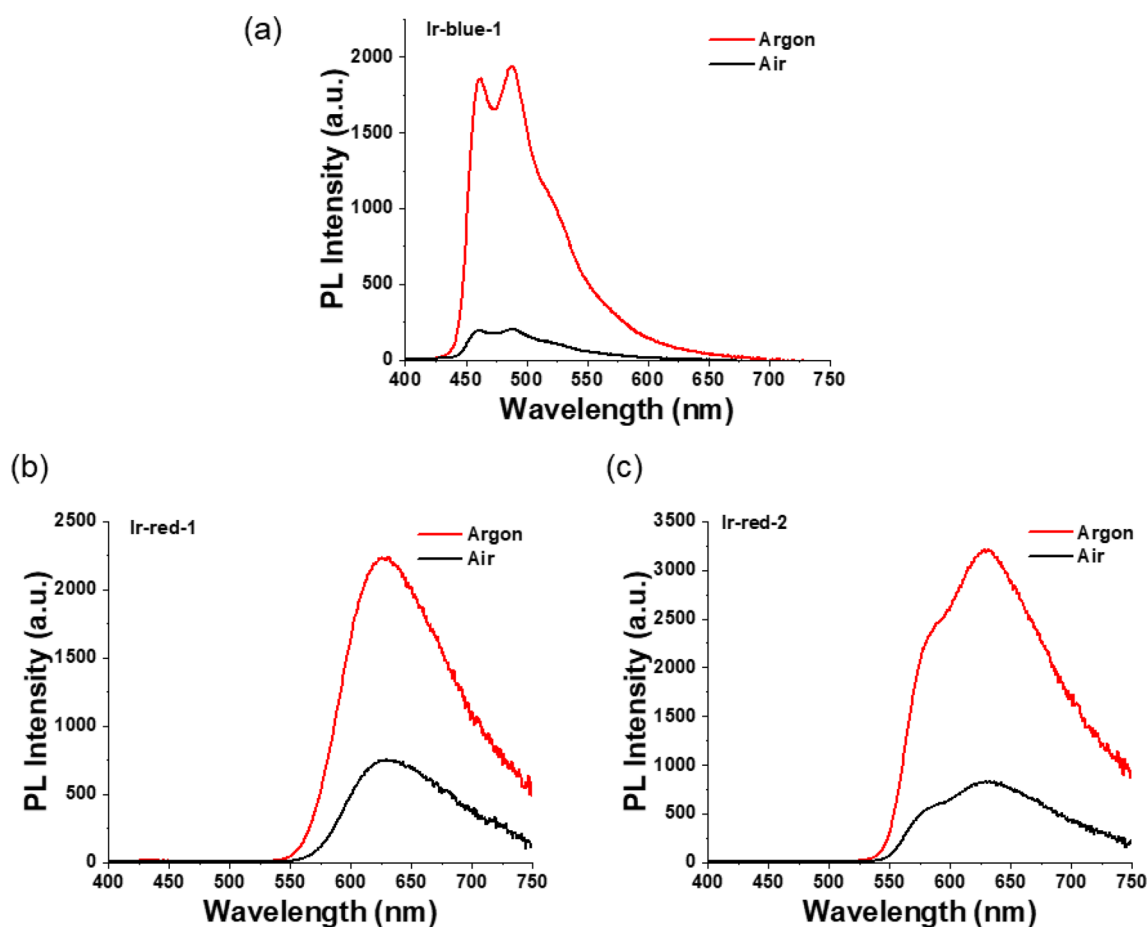 (a)
Ir-blue-1
Argon
Air
PL Intensity (a.u.)
2000
1500
1000
500
0
400 450 500 550 600 650 700 750
Wavelength (nm)
(b)
Ir-red-1
Argon
Air
PL Intensity (a.u.)
2500
2000
1500
1000
500
0
400 450 500 550 600 650 700 750
Wavelength (nm)
(c)
Ir-red-2
Argon
Air
PL Intensity (a.u.)
3500
3000
2500
2000
1500
1000
500
0
400 450 500 550 600 650 700 750
Wavelength (nm)